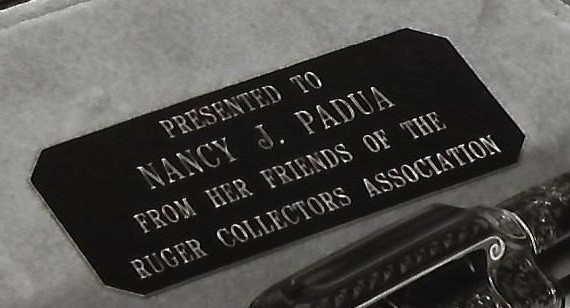 PRESENTED TO
NANCY J. PADUA
FROM HER FRIENDS OF THE
RUGER COLLECTORS ASSOCIATION